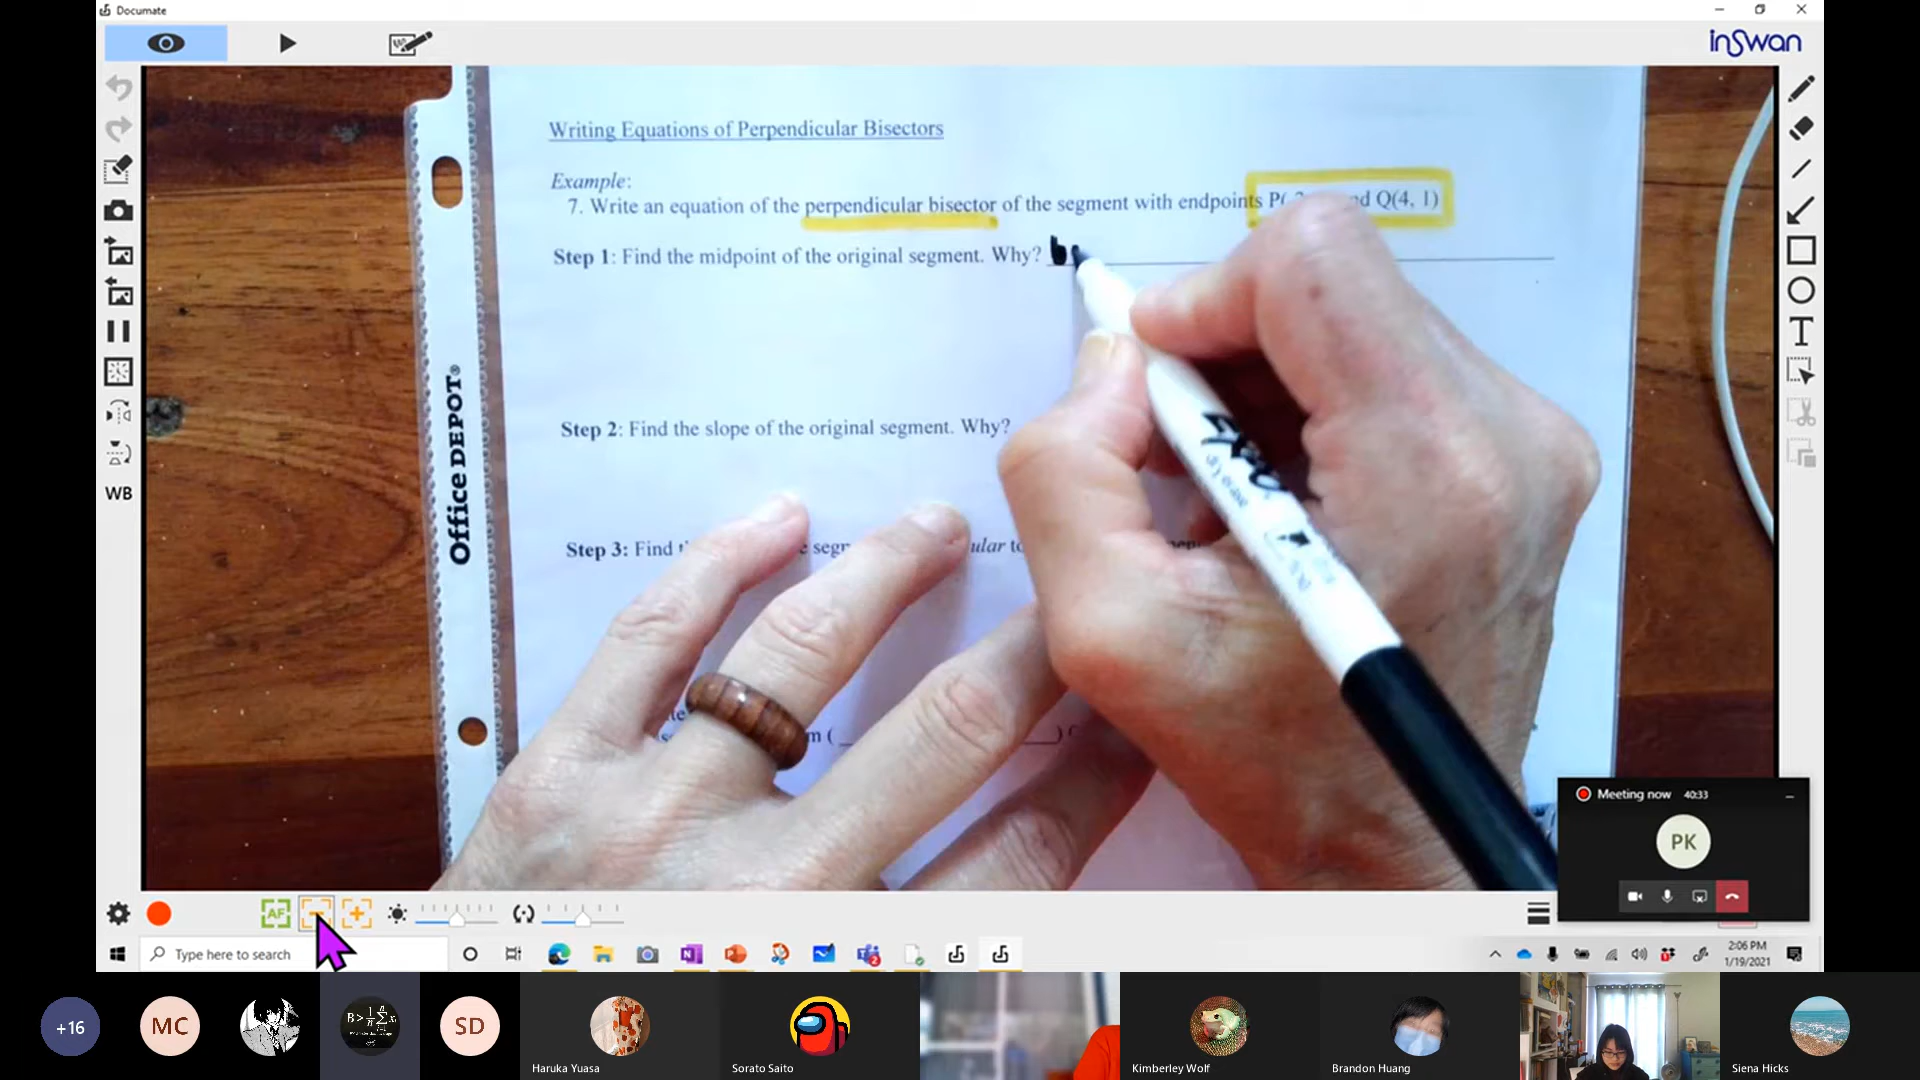 Documate
inSwan
Writing Equations of Perpendicular Bisectors
Example:
7. Write an equation of the perpendicular bisector of the segment with endpoints P( Q(4, 1)
Step 1: Find the midpoint of the original segment. Why?
Office DEPOT®
Step 2: Find the slope of the original segment. Why?
Step 3: Find
EXPO
dry erase
WB
Meeting now 40:33
PK
AF
Type here to search
2:06 PM
1/19/2021
+16
MC
SD
Haruka Yuasa
Sorato Saito
Kimberley Wolf
Brandon Huang
Siena Hicks